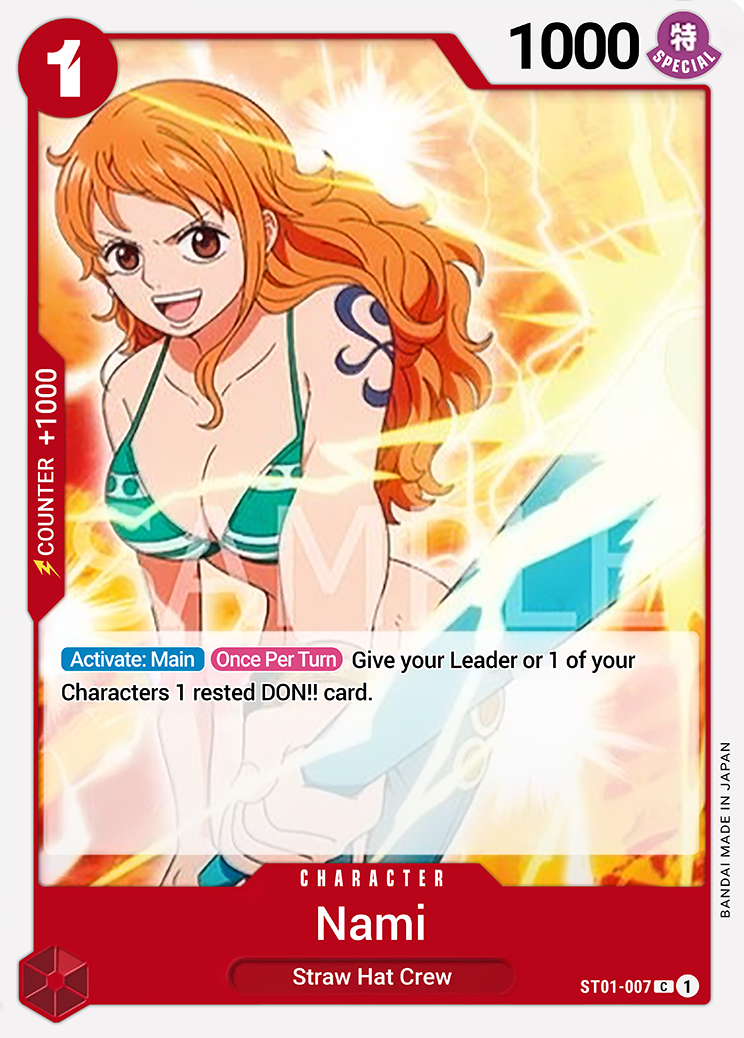 1
1000
特
SPECIAL
COUNTER +1000
SAMPLE
Activate: Main Once Per Turn Give your Leader or 1 of your
Characters 1 rested DON!! card.
BANDAI MADE IN JAPAN
CHARACTER
Nami
Straw Hat Crew
ST01-007 C 1